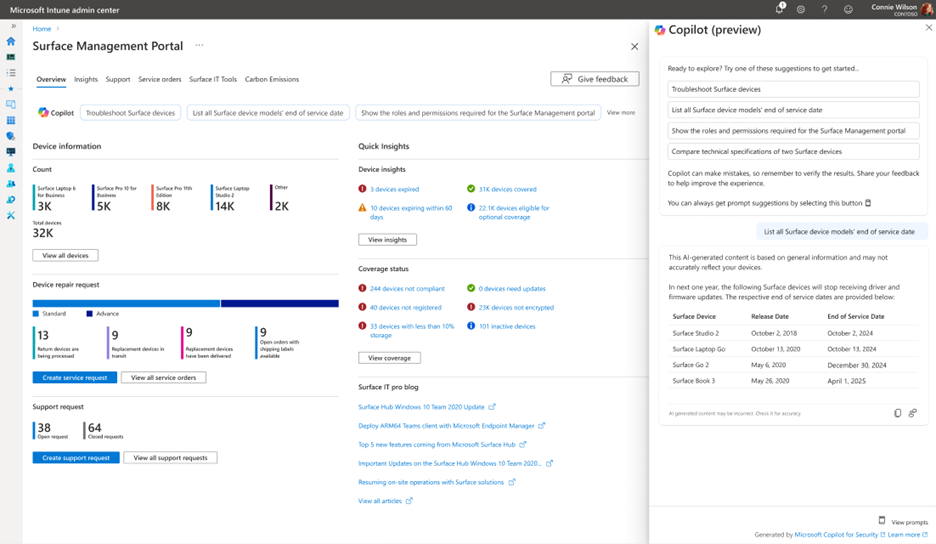 Microsoft Intune admin center
1
Connie Wilson
CONTOSO
Home
Surface Management Portal
Overview Insights Support Service orders Surface IT Tools Carbon Emissions
Give feedback
Copilot Troubleshoot Surface devices List all Surface device models' end of service date Show the roles and permissions required for the Surface Management portal View more
Device information
Count
Surface Laptop 6
for Business
3K
Surface Pro 10 for
Business
5K
Surface Pro 11th
Edition
8K
Surface Laptop
Studio 2
14K
Other
2K
Total devices
32K
View all devices
Device repair request
Standard Advance
13
Return devices are
being processed
9
Replacement devices in
transit
9
Replacement devices
have been delivered
9
Open orders with
shipping labels
available
Create service request View all service orders
Support request
38
Open request
64
Closed requests
Create support request View all support requests
Quick Insights
Device insights
3 devices expired
31K devices covered
10 devices expiring within 60
days
22.1K devices eligible for
optional coverage
View insights
Coverage status
244 devices not compliant
0 devices need updates
40 devices not registered
23K devices not encrypted
33 devices with less than 10%
storage
101 inactive devices
View coverage
Surface IT pro blog
Surface Hub Windows 10 Team 2020 Update
Deploy ARM64 Teams client with Microsoft Endpoint Manager
Top 5 new features coming from Microsoft Surface Hub
Important Updates on the Surface Hub Windows 10 Team 2020...
Resuming on-site operations with Surface solutions
View all articles
Copilot (preview)
Ready to explore? Try one of these suggestions to get started...
Troubleshoot Surface devices
List all Surface device models' end of service date
Show the roles and permissions required for the Surface Management portal
Compare technical specifications of two Surface devices
Copilot can make mistakes, so remember to verify the results. Share your feedback
to help improve the experience.
You can always get prompt suggestions by selecting this button
List all Surface device models' end of service date
This AI-generated content is based on general information and may not
accurately reflect your devices.
In next one year, the following Surface devices will stop receiving driver and
firmware updates. The respective end of service dates are provided below:
Surface Device Release Date End of Service Date
Surface Studio 2 October 2, 2018 October 2, 2024
Surface Laptop Go October 13, 2020 October 13, 2024
Surface Go 2 May 6, 2020 December 30, 2024
Surface Book 3 May 26, 2020 April 1, 2025
AI generated content may be incorrect. Check it for accuracy.
View prompts
Generated by Microsoft Copilot for Security Learn more